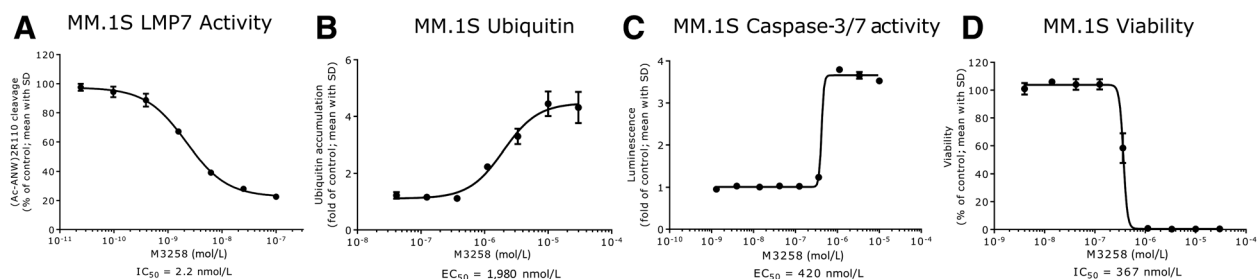 A MM.1S LMP7 Activity
(Ac-ANW)2R110 cleavage
(% of control; mean with SD)
120
100
80
60
40
20
0
10-11 10-10 10-9 10-8 10-7
M3258 (mol/L)
IC50 = 2.2 nmol/L
B MM.1S Ubiquitin
Ubiquitin accumulation
(fold of control; mean with SD)
6
4
2
0
10-8 10-7 10-6 10-5 10-4
M3258 (mol/L)
EC50 = 1,980 nmol/L
C MM.1S Caspase-3/7 activity
Luminescence
(fold of control; mean with SD)
4
3
2
1
0
10-10 10-9 10-8 10-7 10-6 10-5 10-4
M3258 (mol/L)
EC50 = 420 nmol/L
D MM.1S Viability
Viability
(% of control; mean with SD)
120
100
80
60
40
20
0
10-9 10-8 10-7 10-6 10-5 10-4
M3258 (mol/L)
IC50 = 367 nmol/L